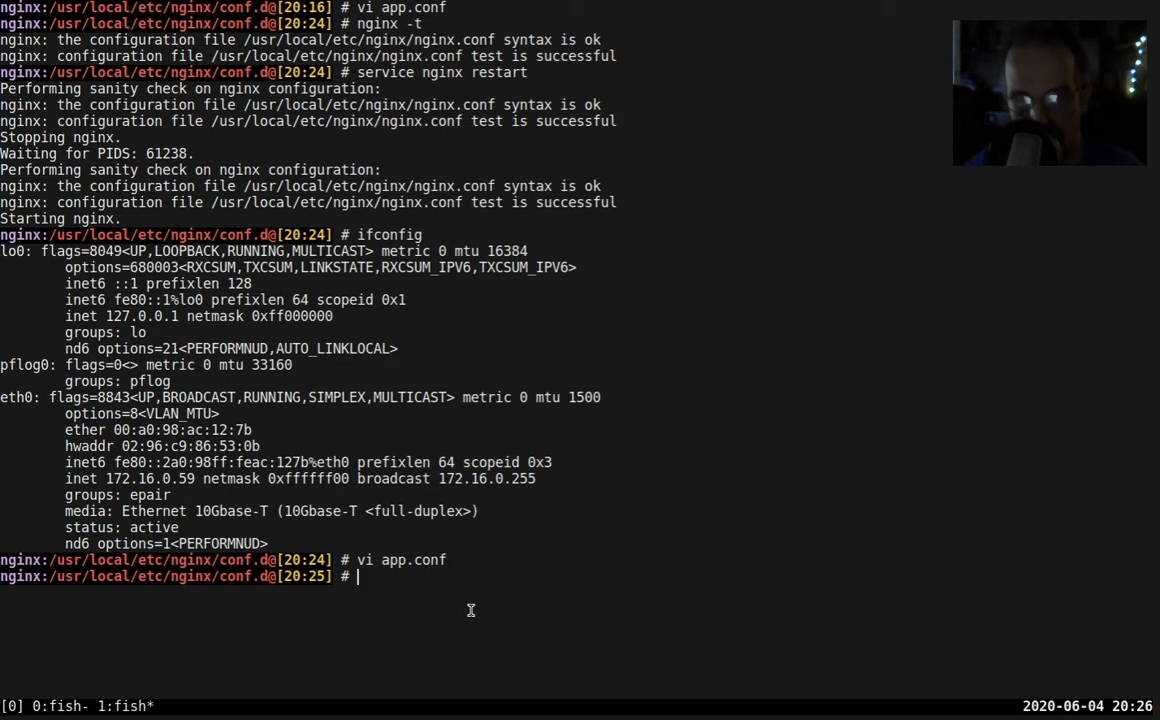 nginx:/usr/local/etc/nginx/conf.d@[20:16] # vi app.conf
nginx:/usr/local/etc/nginx/conf.d@[20:24] # nginx -t
nginx: the configuration file /usr/local/etc/nginx/nginx.conf syntax is ok
nginx: configuration file /usr/local/etc/nginx/nginx.conf test is successful
nginx:/usr/local/etc/nginx/conf.d@[20:24] # service nginx restart
Performing sanity check on nginx configuration:
nginx: the configuration file /usr/local/etc/nginx/nginx.conf syntax is ok
nginx: configuration file /usr/local/etc/nginx/nginx.conf test is successful
Stopping nginx.
Waiting for PIDS: 61238.
Performing sanity check on nginx configuration:
nginx: the configuration file /usr/local/etc/nginx/nginx.conf syntax is ok
nginx: configuration file /usr/local/etc/nginx/nginx.conf test is successful
Starting nginx.
nginx:/usr/local/etc/nginx/conf.d@[20:24] # ifconfig
lo0: flags=8049<UP,LOOPBACK,RUNNING,MULTICAST> metric 0 mtu 16384
        options=680003<RXCSUM,TXCSUM,LINKSTATE,RXCSUM_IPV6,TXCSUM_IPV6>
        inet6 ::1 prefixlen 128
        inet6 fe80::1%lo0 prefixlen 64 scopeid 0x1
        inet 127.0.0.1 netmask 0xff000000
        groups: lo
        nd6 options=21<PERFORMNUD,AUTO_LINKLOCAL>
pflog0: flags=0<> metric 0 mtu 33160
        groups: pflog
eth0: flags=8843<UP,BROADCAST,RUNNING,SIMPLEX,MULTICAST> metric 0 mtu 1500
        options=8<VLAN_MTU>
        ether 00:a0:98:ac:12:7b
        hwaddr 02:96:c9:86:53:0b
        inet6 fe80::2a0:98ff:feac:127b%eth0 prefixlen 64 scopeid 0x3
        inet 172.16.0.59 netmask 0xffffff00 broadcast 172.16.0.255
        groups: epair
        media: Ethernet 10Gbase-T (10Gbase-T <full-duplex>)
        status: active
        nd6 options=1<PERFORMNUD>
nginx:/usr/local/etc/nginx/conf.d@[20:24] # vi app.conf
nginx:/usr/local/etc/nginx/conf.d@[20:25] #
[0] 0:fish- 1:fish* 2020-06-04 20:26